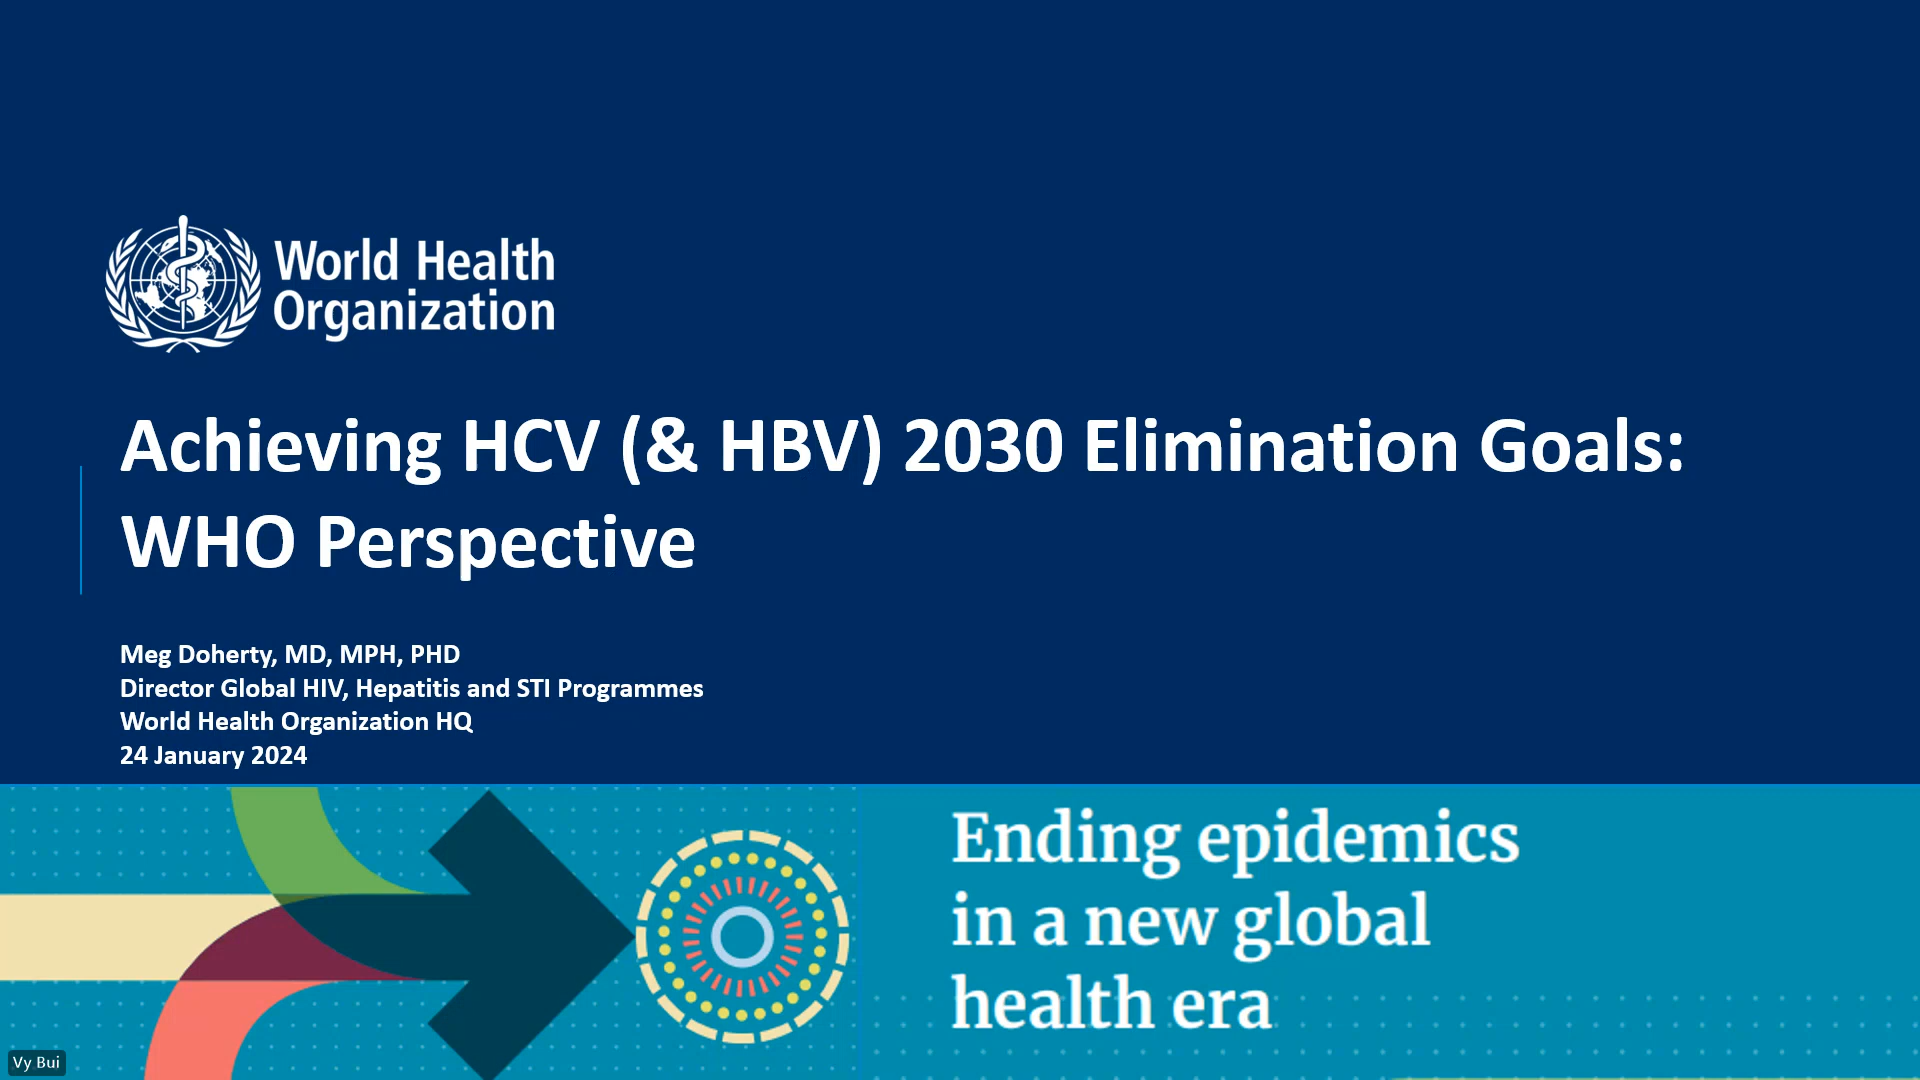 World Health
Organization
Achieving HCV (& HBV) 2030 Elimination Goals:
WHO Perspective
Meg Doherty, MD, MPH, PHD
Director Global HIV, Hepatitis and STI Programmes
World Health Organization HQ
24 January 2024
Ending epidemics
in a new global
health era
Vy Bui